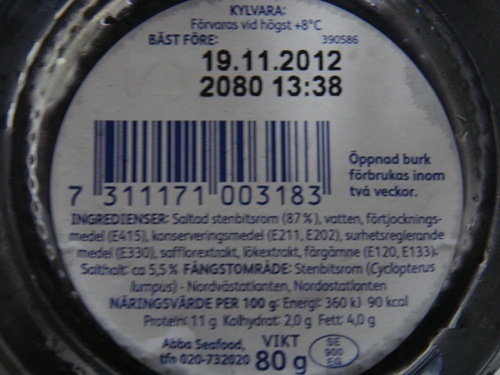 KYLVARA:
Förvaras vid högst +8°C
BÄST FÖRE: 390586
19.11.2012
2080 13:38
Öppnad burk
förbrukas inom
två veckor.
7 311171 003183
INGREDIENSER: Saltad stenbitsrom (87%), vatten, förtjocknings-
medel (E415), konserveringsmedel (E211, E202), surhetsreglerande
medel (E330), safflorextrakt, lökextrakt, färgämne (E120, E133).
Salthalt: ca 5,5% FÅNGSTOMRÅDE: Stenbitsrom (Cyclopterus
lumpus) - Nordvästatlanten, Nordostatlanten
NÄRINGSVÄRDE PER 100 g: Energi: 360 kJ 90 kcal
Protein: 11 g Kolhydrat: 2,0 g Fett: 4,0 g
Abba Seafood,
tfn 020-732020
VIKT
80 g
SE
900
EG